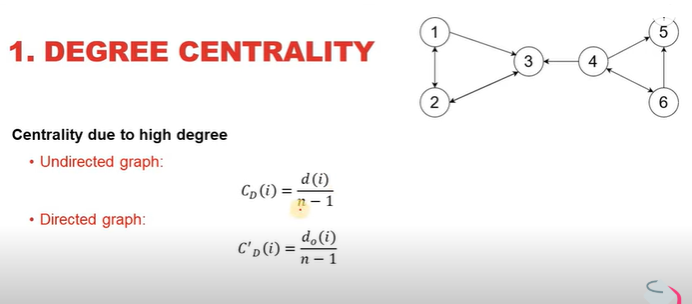 1. DEGREE CENTRALITY
Centrality due to high degree
• Undirected graph:
C_D(i) = d(i) / n − 1
• Directed graph:
C'_D(i) = d_o(i) / n − 1
1
2
3
4
5
6